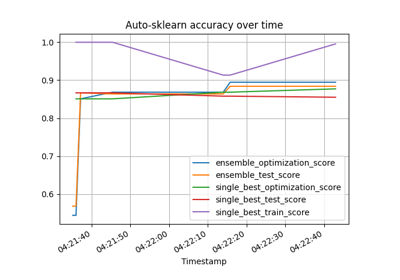 Auto-sklearn accuracy over time
1.0
0.9
0.8
0.7
0.6
ensemble_optimization_score
ensemble_test_score
single_best_optimization_score
single_best_test_score
single_best_train_score
04:21:40
04:21:50
04:22:00
04:22:10
04:22:20
04:22:30
04:22:40
Timestamp